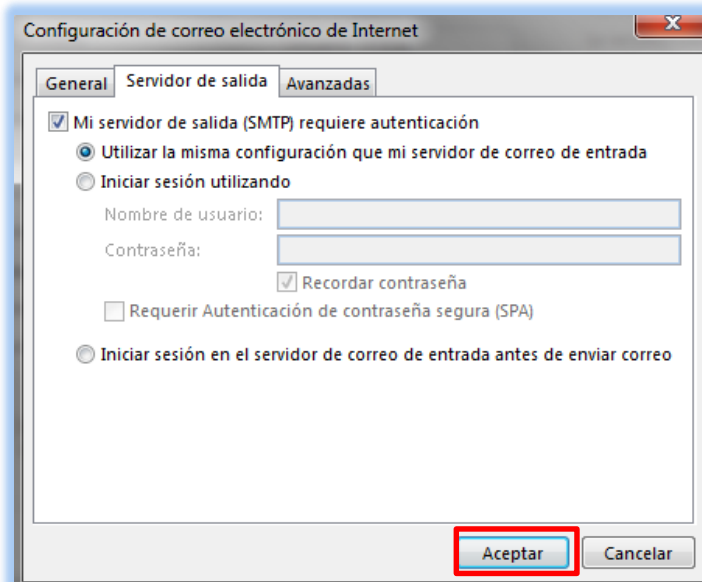 Configuración de correo electrónico de Internet
General Servidor de salida Avanzadas
Mi servidor de salida (SMTP) requiere autenticación
Utilizar la misma configuración que mi servidor de correo de entrada
Iniciar sesión utilizando
Nombre de usuario:
Contraseña:
Recordar contraseña
Requerir Autenticación de contraseña segura (SPA)
Iniciar sesión en el servidor de correo de entrada antes de enviar correo
Aceptar Cancelar